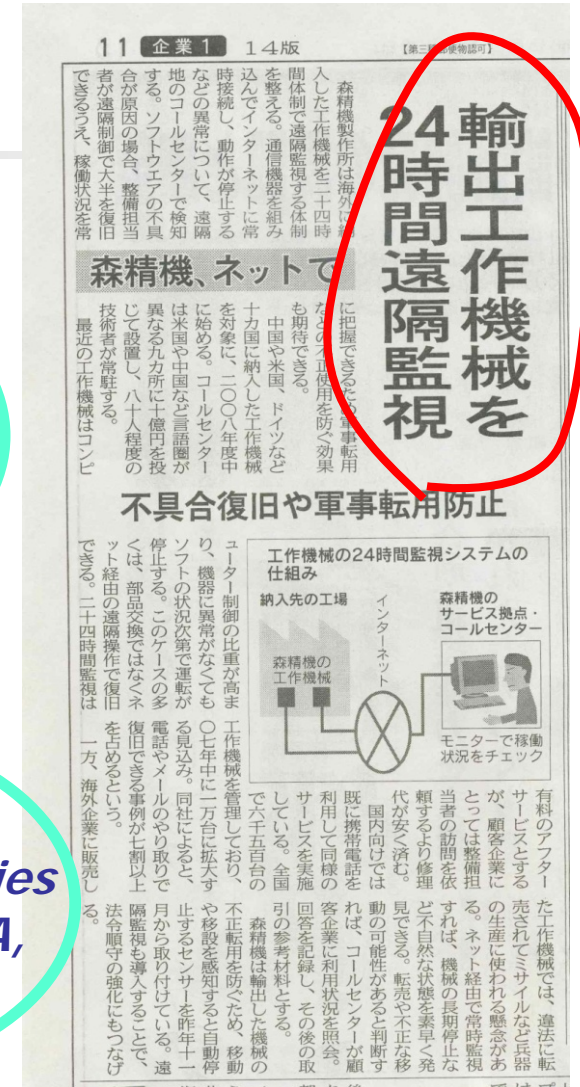 11 企業1 14版
輸出工作機械を
24時間遠隔監視
森精機、ネットで
不具合復旧や軍事転用防止
森精機製作所は海外に納
入した工作機械を二十四時
間体制で遠隔監視する体制
を整える。通信機器を組み
込んでインターネットに常
時接続し、動作が停止する
などの異常について、遠隔
地のコールセンターで検知
する。ソフトウエアの不具
合が原因の場合、整備担当
者が遠隔制御で大半を復旧
できるうえ、稼働状況を常
に把握できるため軍事転用
などの不正使用を防ぐ効果
も期待できる。
中国や米国、ドイツなど
十カ国に納入した工作機械
を対象に、二〇〇八年度中
に始める。コールセンター
は米国や中国など言語圏が
異なる九カ所に十億円を投
じて設置し、八十人程度の
技術者が常駐する。
最近の工作機械はコンピ
ューター制御の比重が高ま
り、機器に異常がなくても
ソフトの状況次第で運転が
停止する。このケースの多
くは、部品交換ではなくネ
ット経由の遠隔操作で復旧
できる。二十四時間監視は
工作機械の24時間監視システムの
仕組み
納入先の工場
インターネット
森精機の
サービス拠点・
コールセンター
森精機の
工作機械
モニターで稼働
状況をチェック
有料のアフター
サービスとする
が、顧客企業に
とっては整備担
当者の訪問を依
頼するより修理
代が安く済む。
国内向けでは
既に携帯電話を
利用して同様の
サービスを実施
している。全国
で六千五百台の
工作機械を管理しており、
〇七年中に一万台に拡大す
る見込み。同社によると、
電話やメールのやり取りで
復旧できる事例が七割以上
を占めるという。
一方、海外企業に販売し
た工作機械では、違法に転
売されてミサイルなど兵器
の生産に使われる懸念があ
る。ネット経由で常時監視
すれば、機械の長期停止な
ど不自然な状態を素早く発
見できる。転売や不正な移
動の可能性があると判断す
れば、コールセンターが顧
客企業に利用状況を照会。
回答を記録し、その後の取
引の参考材料とする。
森精機は輸出した機械の
不正転用を防ぐため、移動
や移設を感知すると自動停
止するセンサーを昨年十一
月から取り付けている。遠
隔監視も導入することで、
法令順守の強化にもつなげ
る。
ies
A,